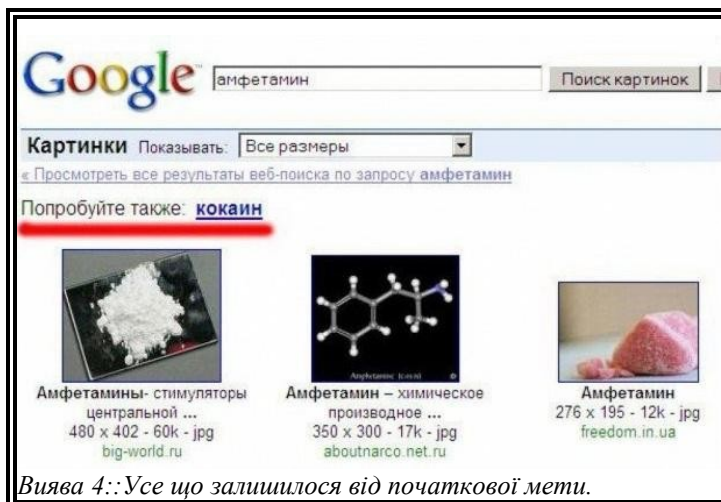 Google амфетамин Поиск картинок
Картинки Показывать: Все размеры
« Просмотреть все результаты веб-поиска по запросу амфетамин
Попробуйте также: кокаин
Амфетамины- стимуляторы
центральной ...
480 x 402 - 60k - jpg
big-world.ru
Amphetamine
Амфетамин – химическое
производное ...
350 x 300 - 17k - jpg
aboutnarco.net.ru
Амфетамин
276 x 195 - 12k - jpg
freedom.in.ua
Виява 4::Усе що залишилося від початкової мети.